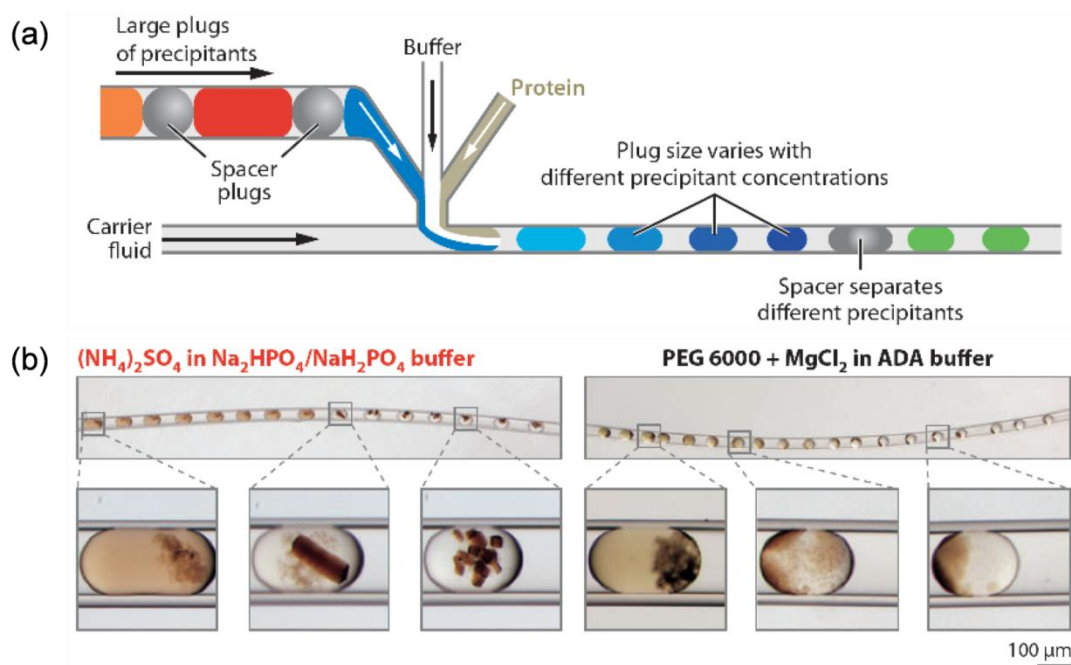 (a)
Large plugs
of precipitants
Buffer
Protein
Spacer
plugs
Plug size varies with
different precipitant concentrations
Carrier
fluid
Spacer separates
different precipitants
(b)
(NH₄)₂SO₄ in Na₂HPO₄/NaH₂PO₄ buffer
PEG 6000 + MgCl₂ in ADA buffer
100 µm